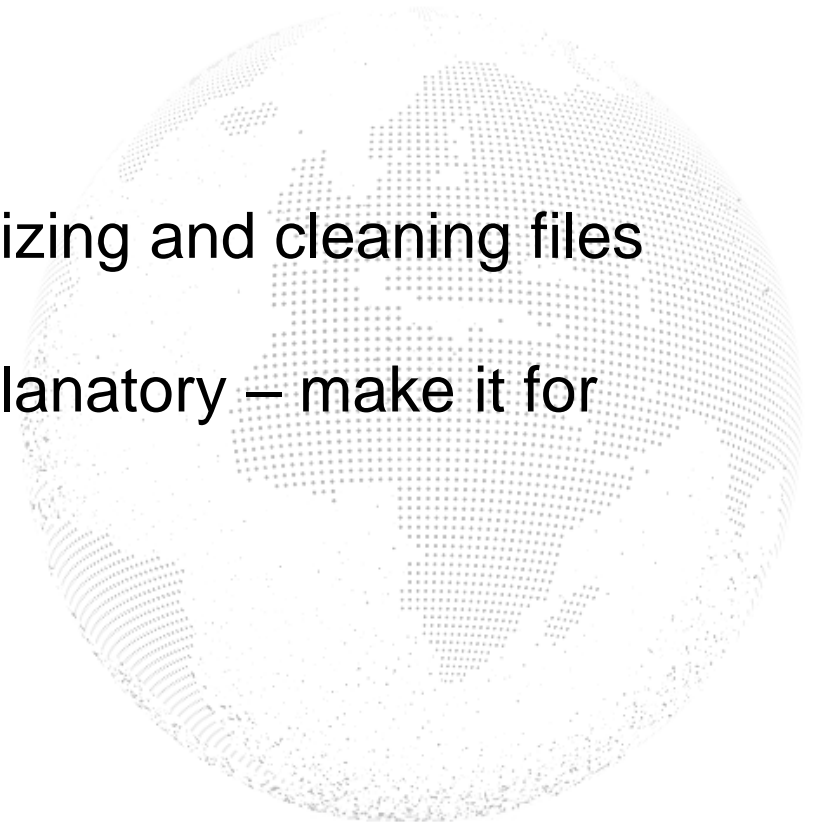 izing and cleaning files
lanatory – make it for